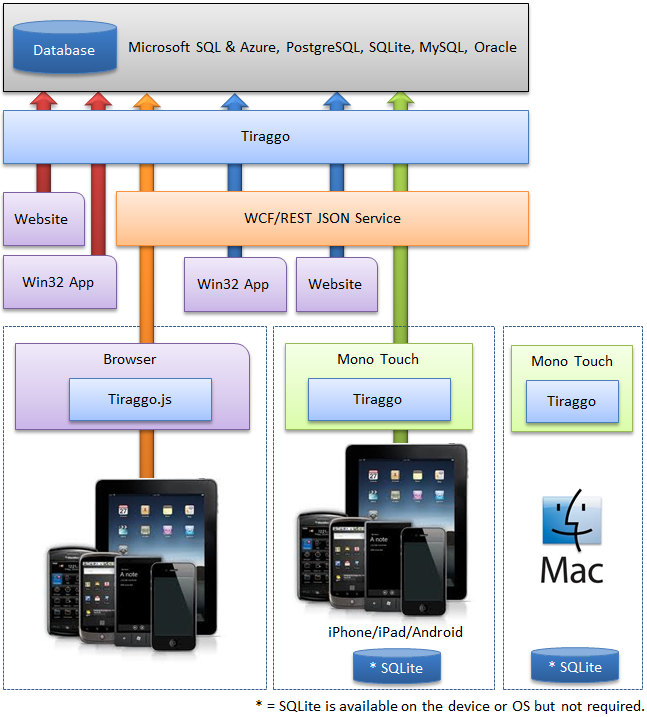 Database
Microsoft SQL & Azure, PostgreSQL, SQLite, MySQL, Oracle
Tiraggo
Website
WCF/REST JSON Service
Win32 App
Win32 App
Website
Browser
Tiraggo.js
Mono Touch
Tiraggo
Mono Touch
Tiraggo
A note
A note
Mac
iPhone/iPad/Android
* SQLite
* SQLite
* = SQLite is available on the device or OS but not required.